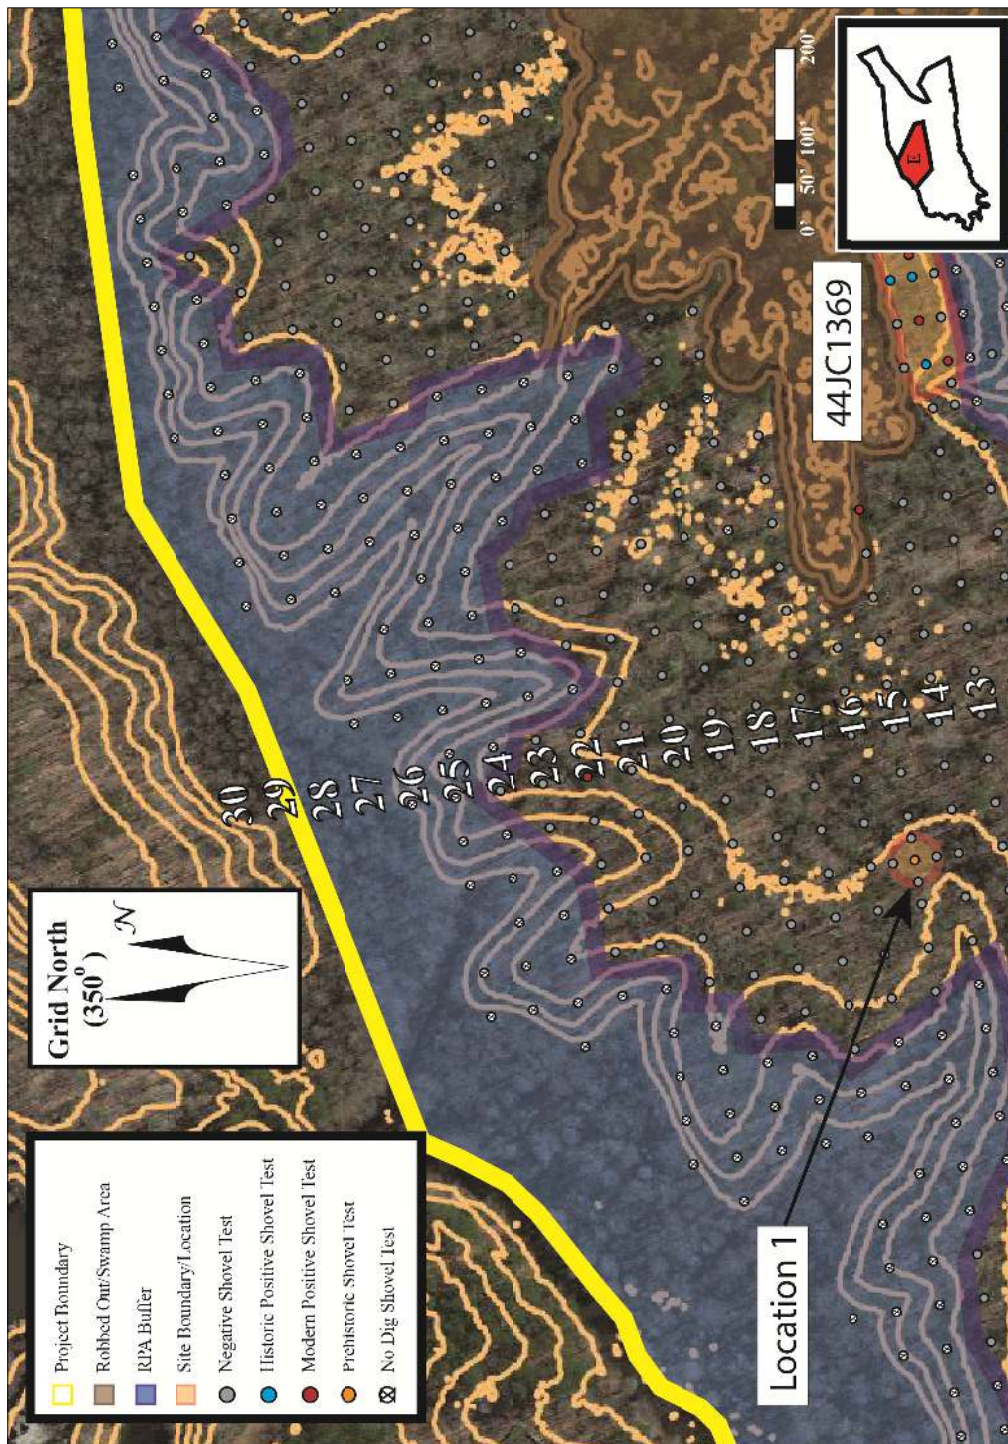 Grid North
(350°)
N
Project Boundary
Robbed Out/Swamp Area
RPA Buffer
Site Boundary/Location
Negative Shovel Test
Historic Positive Shovel Test
Modern Positive Shovel Test
Prehistoric Shovel Test
No Dig Shovel Test
30
29
28
27
26
25
24
23
22
21
20
19
18
17
16
15
14
13
Location 1
44JC1369
0' 50' 100' 200'
E